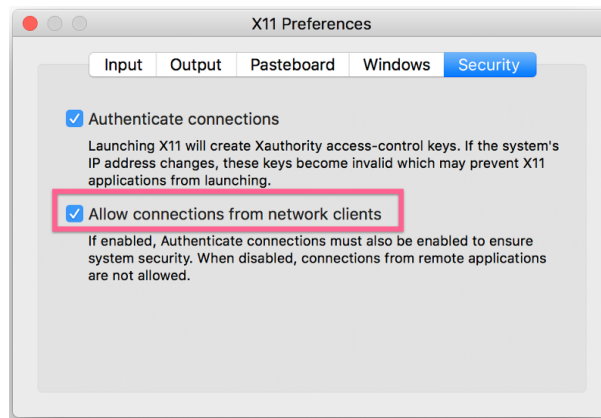 X11 Preferences
Input Output Pasteboard Windows Security
Authenticate connections
Launching X11 will create Xauthority access-control keys. If the system's
IP address changes, these keys become invalid which may prevent X11
applications from launching.
Allow connections from network clients
If enabled, Authenticate connections must also be enabled to ensure
system security. When disabled, connections from remote applications
are not allowed.